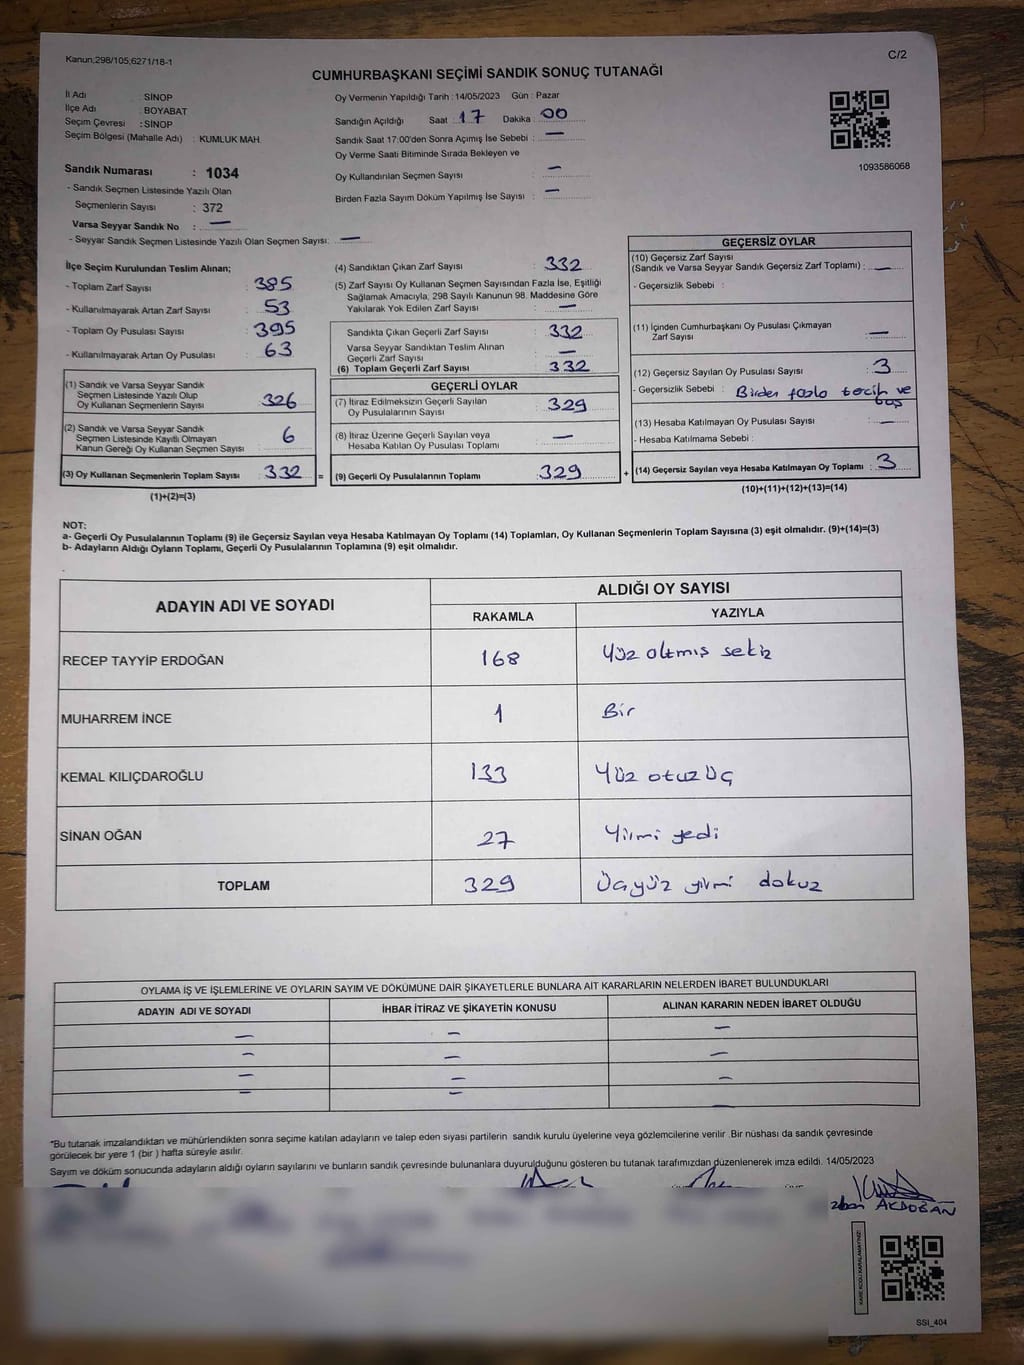 Kanun;298/105,6271/18-1
C/2
CUMHURBAŞKANI SEÇİMİ SANDIK SONUÇ TUTANAĞI
İl Adı : SİNOP
İlçe Adı : BOYABAT
Seçim Çevresi : SİNOP
Seçim Bölgesi (Mahalle Adı) : KUMLUK MAH.
Oy Vermenin Yapıldığı Tarih : 14/05/2023 Gün : Pazar
Sandığın Açıldığı Saat : 17 Dakika : 00
Sandık Saat 17:00'den Sonra Açılmış İse Sebebi : —
Oy Verme Saati Bitiminde Sırada Bekleyen ve
Oy Kullandırılan Seçmen Sayısı : —
Birden Fazla Sayım Döküm Yapılmış İse Sayısı : —
1093586068
Sandık Numarası : 1034
- Sandık Seçmen Listesinde Yazılı Olan
Seçmenlerin Sayısı : 372
Varsa Seyyar Sandık No : —
- Seyyar Sandık Seçmen Listesinde Yazılı Olan Seçmen Sayısı: —
İlçe Seçim Kurulundan Teslim Alınan;
- Toplam Zarf Sayısı : 385
- Kullanılmayarak Artan Zarf Sayısı : 53
- Toplam Oy Pusulası Sayısı : 395
- Kullanılmayarak Artan Oy Pusulası : 63
(1) Sandık ve Varsa Seyyar Sandık
Seçmen Listesinde Yazılı Olup
Oy Kullanan Seçmenlerin Sayısı : 326
(2) Sandık ve Varsa Seyyar Sandık
Seçmen Listesinde Kayıtlı Olmayan
Kanun Gereği Oy Kullanan Seçmen Sayısı : 6
(3) Oy Kullanan Seçmenlerin Toplam Sayısı : 332 =
(1)+(2)=(3)
(4) Sandıktan Çıkan Zarf Sayısı : 332
(5) Zarf Sayısı Oy Kullanan Seçmen Sayısından Fazla İse, Eşitliği
Sağlamak Amacıyla, 298 Sayılı Kanunun 98. Maddesine Göre
Yakılarak Yok Edilen Zarf Sayısı : —
Sandıkta Çıkan Geçerli Zarf Sayısı : 332
Varsa Seyyar Sandıktan Teslim Alınan
Geçerli Zarf Sayısı : —
(6) Toplam Geçerli Zarf Sayısı : 332
GEÇERLİ OYLAR
(7) İtiraz Edilmeksizin Geçerli Sayılan
Oy Pusulalarının Sayısı : 329
(8) İtiraz Üzerine Geçerli Sayılan veya
Hesaba Katılan Oy Pusulası Toplamı : —
(9) Geçerli Oy Pusulalarının Toplamı : 329 +
GEÇERSİZ OYLAR
(10) Geçersiz Zarf Sayısı
(Sandık ve Varsa Seyyar Sandık Geçersiz Zarf Toplamı) : —
- Geçersizlik Sebebi :
(11) İçinden Cumhurbaşkanı Oy Pusulası Çıkmayan
Zarf Sayısı : —
(12) Geçersiz Sayılan Oy Pusulası Sayısı : 3
- Geçersizlik Sebebi : Birden fazla tercih ve
boş
(13) Hesaba Katılmayan Oy Pusulası Sayısı : —
- Hesaba Katılmama Sebebi :
(14) Geçersiz Sayılan veya Hesaba Katılmayan Oy Toplamı : 3
(10)+(11)+(12)+(13)=(14)
NOT:
a- Geçerli Oy Pusulalarının Toplamı (9) ile Geçersiz Sayılan veya Hesaba Katılmayan Oy Toplamı (14) Toplamları, Oy Kullanan Seçmenlerin Toplam Sayısına (3) eşit olmalıdır. (9)+(14)=(3)
b- Adayların Aldığı Oyların Toplamı, Geçerli Oy Pusulalarının Toplamına (9) eşit olmalıdır.
ADAYIN ADI VE SOYADI
ALDIĞI OY SAYISI
RAKAMLA YAZIYLA
RECEP TAYYİP ERDOĞAN 168 Yüz altmış sekiz
MUHARREM İNCE 1 Bir
KEMAL KILIÇDAROĞLU 133 Yüz otuz üç
SİNAN OĞAN 27 Yirmi yedi
TOPLAM 329 Üçyüz yirmi dokuz
OYLAMA İŞ VE İŞLEMLERİNE VE OYLARIN SAYIM VE DÖKÜMÜNE DAİR ŞİKAYETLERLE BUNLARA AİT KARARLARIN NELERDEN İBARET BULUNDUKLARI
ADAYIN ADI VE SOYADI İHBAR İTİRAZ VE ŞİKAYETİN KONUSU ALINAN KARARIN NEDEN İBARET OLDUĞU
— — —
— — —
— — —
— — —
*Bu tutanak imzalandıktan ve mühürlendikten sonra seçime katılan adayların ve talep eden siyasi partilerin sandık kurulu üyelerine veya gözlemcilerine verilir .Bir nüshası da sandık çevresinde
görülecek bir yere 1 (bir ) hafta süreyle asılır.
Sayım ve döküm sonucunda adayların aldığı oyların sayılarını ve bunların sandık çevresinde bulunanlara duyurulduğunu gösteren bu tutanak tarafımızdan düzenlenerek imza edildi. 14/05/2023
AKDOĞAN
KARE KODU KARALAMAYINIZ!
SSI_404